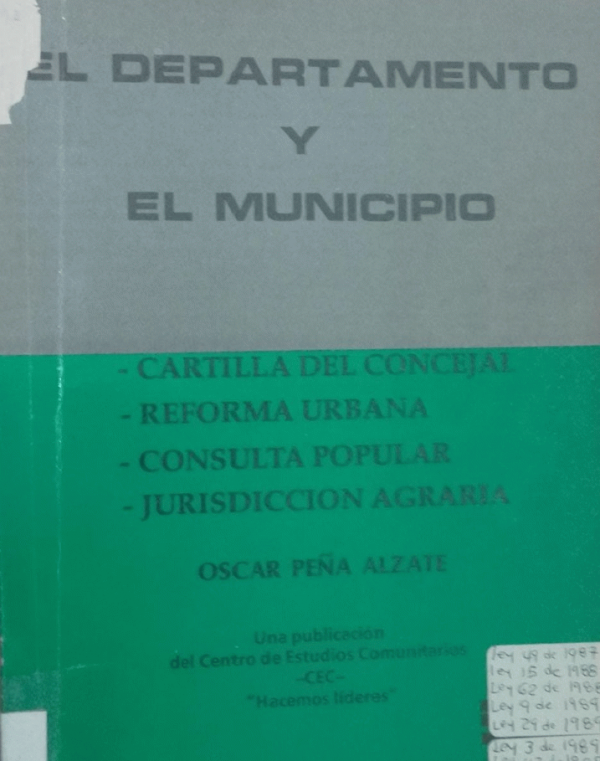 EL DEPARTAMENTO
Y
EL MUNICIPIO
- CARTILLA DEL CONCEJAL
- REFORMA URBANA
- CONSULTA POPULAR
- JURISDICCION AGRARIA
OSCAR PEÑA ALZATE
Una publicación
del Centro de Estudios Comunitarios
-CEC-
"Hacemos líderes"
ley 49 de 1987
ley 15 de 1988
Ley 62 de 1988
Ley 9 de 1989
Ley 29 de 1989
Ley 3 de 1989